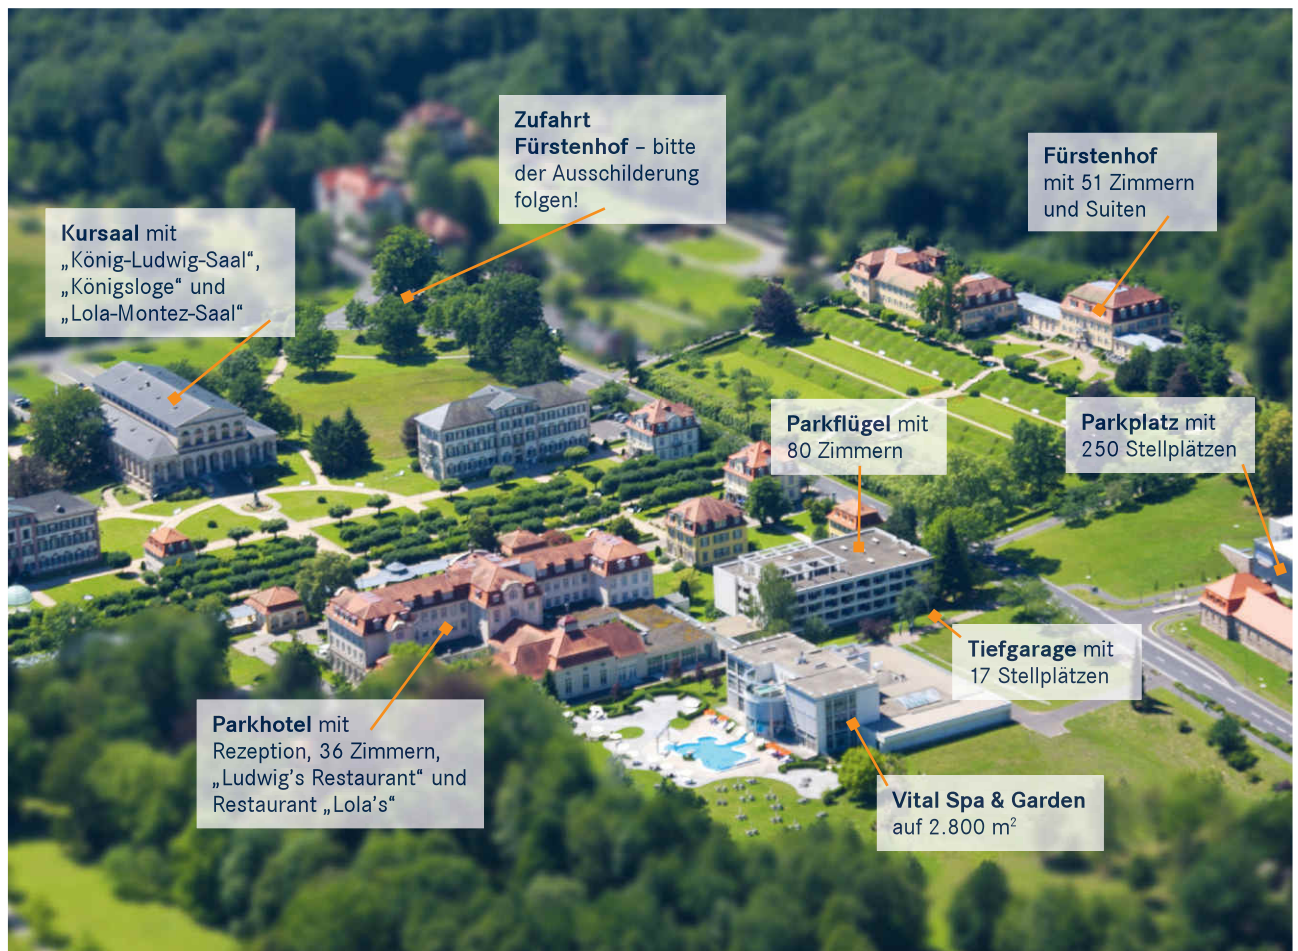 Zufahrt
Fürstenhof – bitte
der Ausschilderung
folgen!
Fürstenhof
mit 51 Zimmern
und Suiten
Kursaal mit
„König-Ludwig-Saal“,
„Königsloge“ und
„Lola-Montez-Saal“
Parkflügel mit
80 Zimmern
Parkplatz mit
250 Stellplätzen
Tiefgarage mit
17 Stellplätzen
Parkhotel mit
Rezeption, 36 Zimmern,
„Ludwig’s Restaurant“ und
Restaurant „Lola’s“
Vital Spa & Garden
auf 2.800 m²